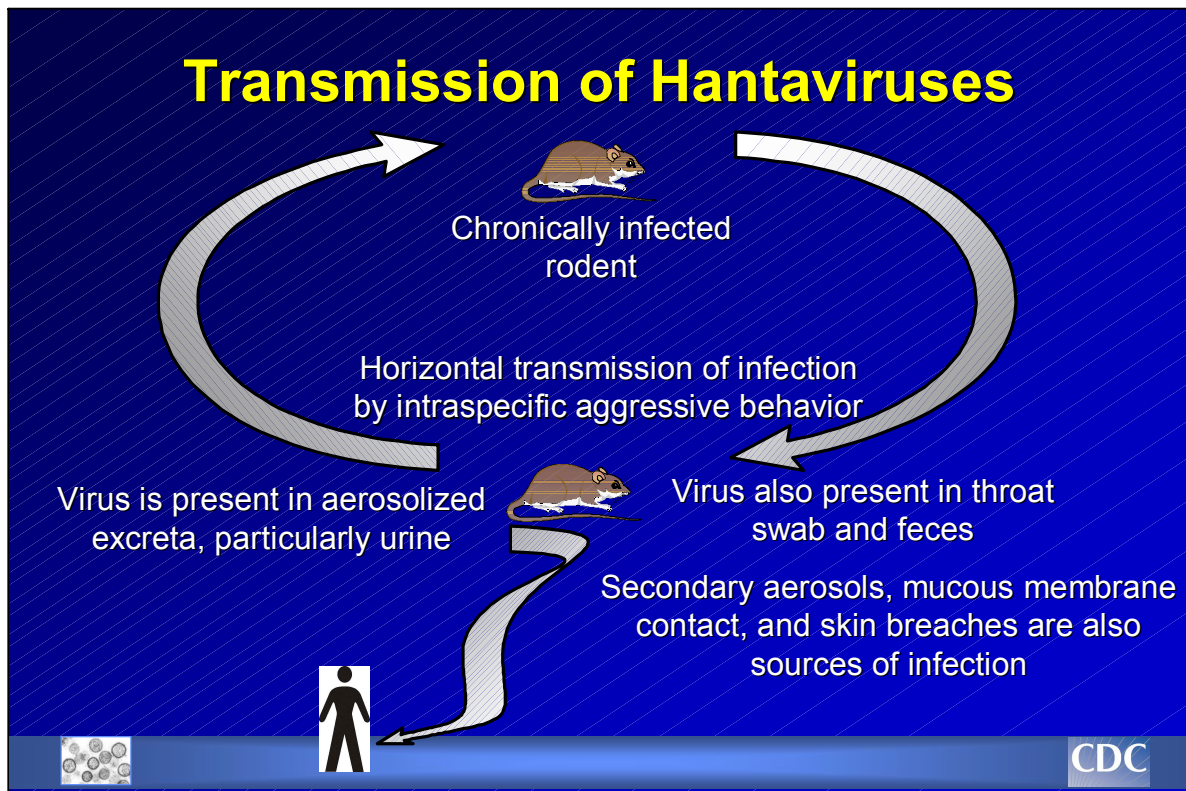 Transmission of Hantaviruses
Chronically infected
rodent
Horizontal transmission of infection
by intraspecific aggressive behavior
Virus is present in aerosolized
excreta, particularly urine
Virus also present in throat
swab and feces
Secondary aerosols, mucous membrane
contact, and skin breaches are also
sources of infection
CDC